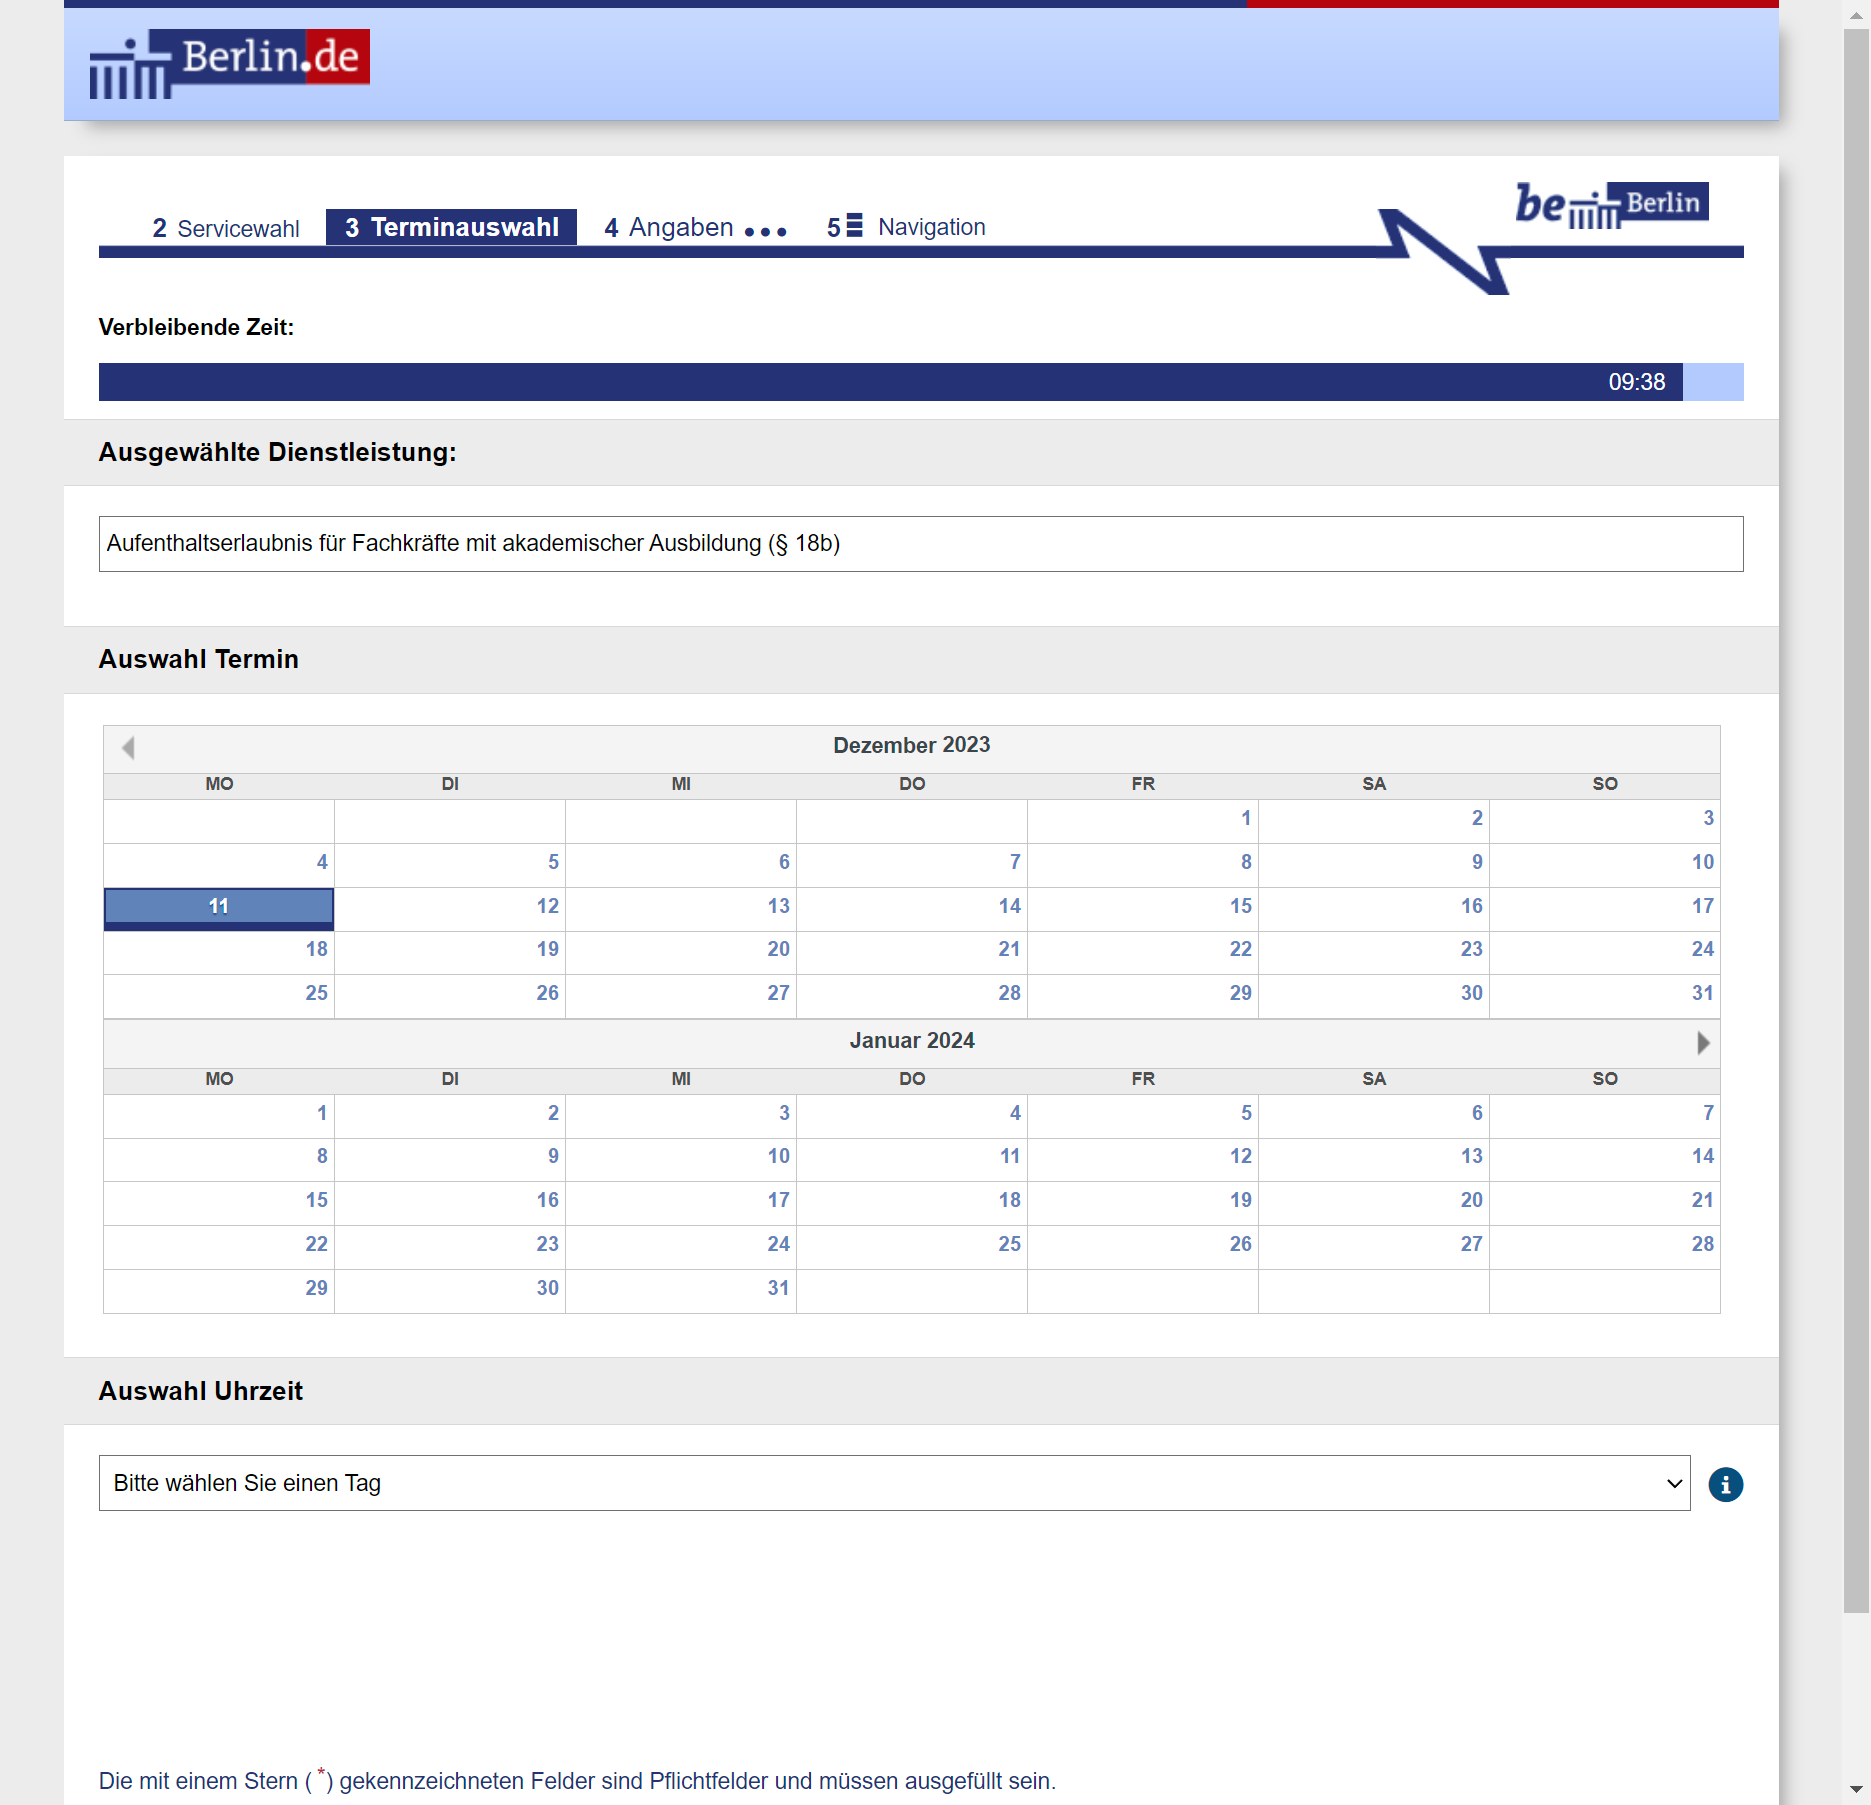 Berlin.de
be Berlin
2 Servicewahl 3 Terminauswahl 4 Angaben 5 Navigation
Verbleibende Zeit:
09:38
Ausgewählte Dienstleistung:
Aufenthaltserlaubnis für Fachkräfte mit akademischer Ausbildung (§ 18b)
Auswahl Termin
Dezember 2023
MO DI MI DO FR SA SO
1 2 3
4 5 6 7 8 9 10
11 12 13 14 15 16 17
18 19 20 21 22 23 24
25 26 27 28 29 30 31
Januar 2024
MO DI MI DO FR SA SO
1 2 3 4 5 6 7
8 9 10 11 12 13 14
15 16 17 18 19 20 21
22 23 24 25 26 27 28
29 30 31
Auswahl Uhrzeit
Bitte wählen Sie einen Tag
Die mit einem Stern ( *) gekennzeichneten Felder sind Pflichtfelder und müssen ausgefüllt sein.